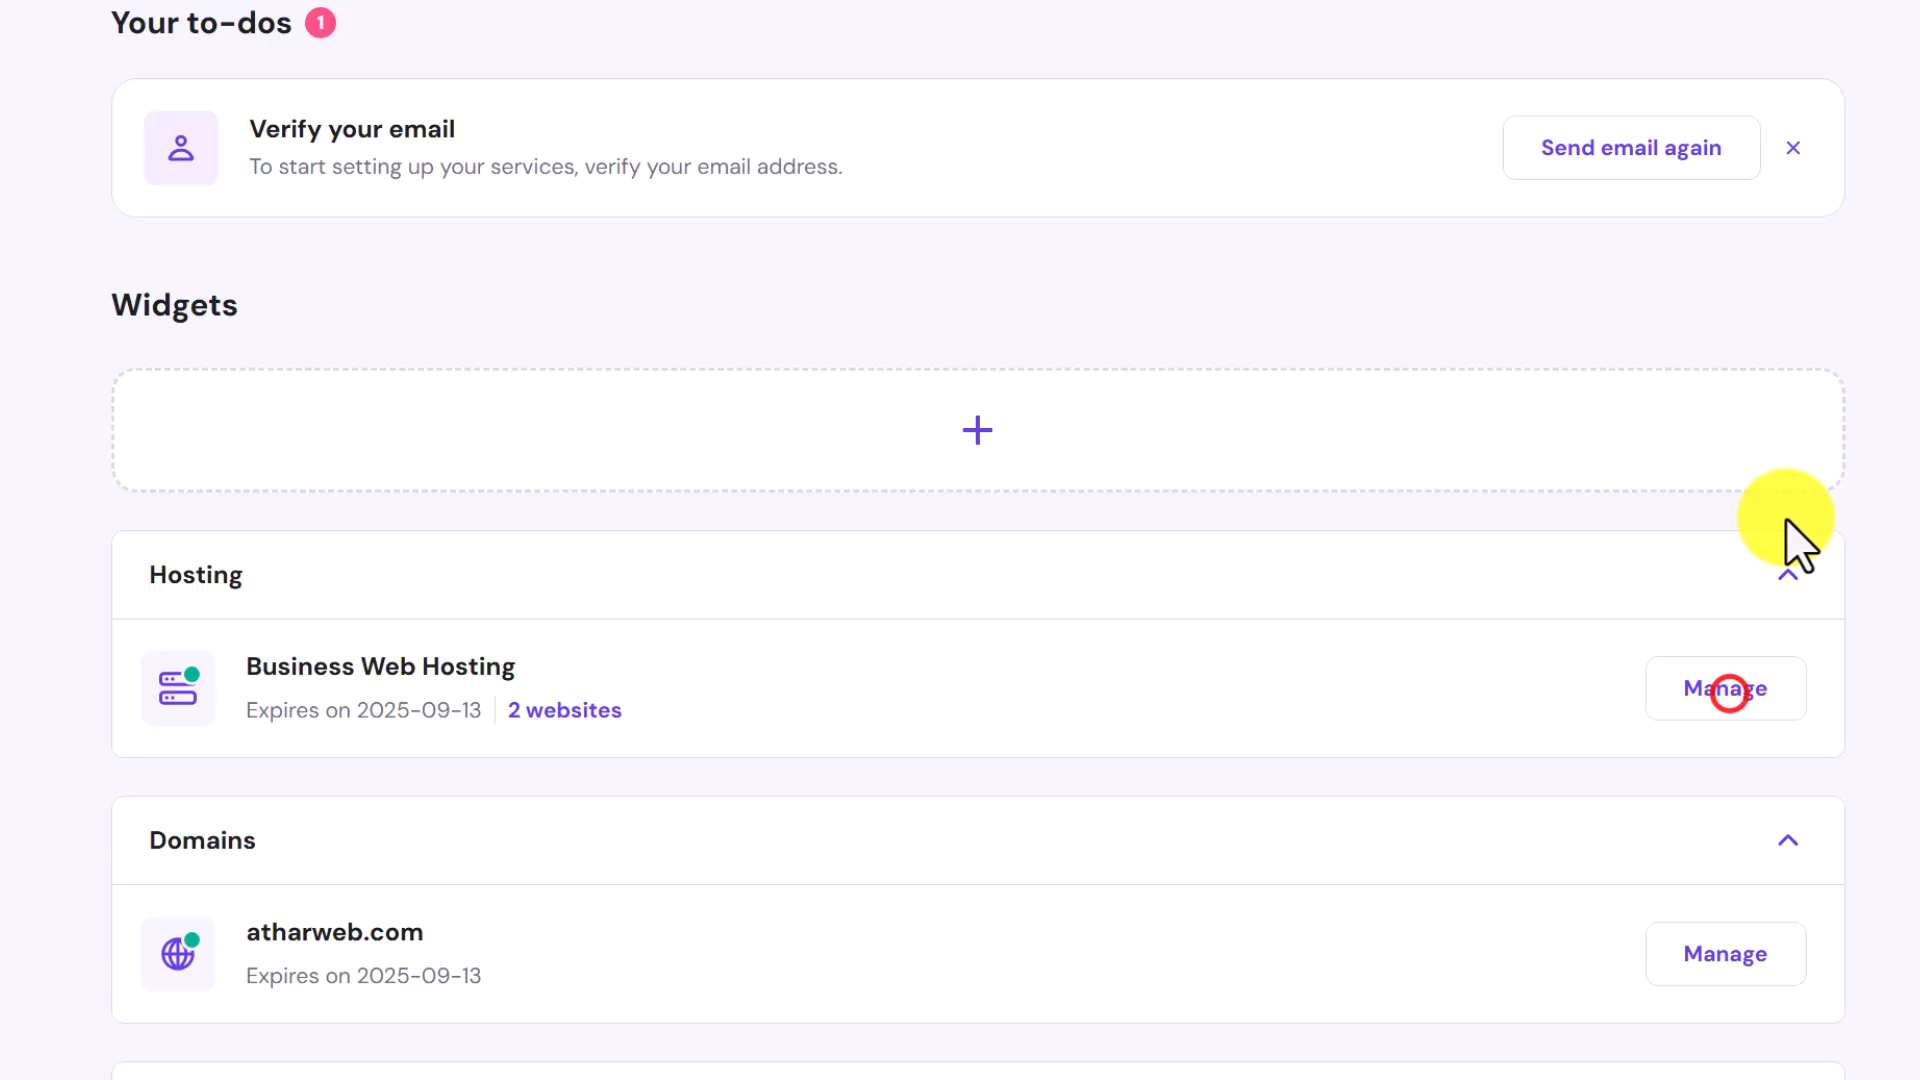 Your to-dos 1
Verify your email
To start setting up your services, verify your email address.
Send email again
Widgets
Hosting
Business Web Hosting
Expires on 2025-09-13
2 websites
Manage
Domains
atharweb.com
Expires on 2025-09-13
Manage